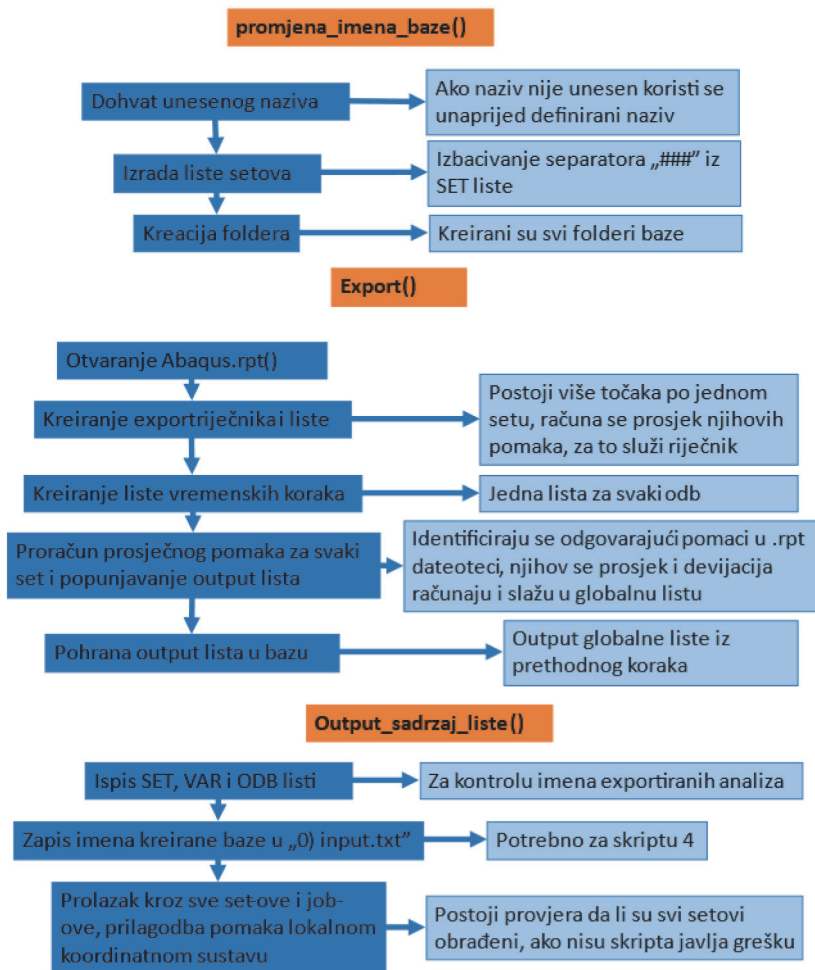 promjena_imena_baze()
Dohvat unesenog naziva
Ako naziv nije unesen koristi se
unaprijed definirani naziv
Izrada liste setova
Izbacivanje separatora „###” iz
SET liste
Kreacija foldera
Kreirani su svi folderi baze
Export()
Otvaranje Abaqus.rpt()
Kreiranje exportriječnika i liste
Postoji više točaka po jednom
setu, računa se prosjek njihovih
pomaka, za to služi riječnik
Kreiranje liste vremenskih koraka
Jedna lista za svaki odb
Proračun prosječnog pomaka za svaki
set i popunjavanje output lista
Identificiraju se odgovarajući pomaci u .rpt
dateoteci, njihov se prosjek i devijacija
računaju i slažu u globalnu listu
Pohrana output lista u bazu
Output globalne liste iz
prethodnog koraka
Output_sadrzaj_liste()
Ispis SET, VAR i ODB listi
Za kontrolu imena exportiranih analiza
Zapis imena kreirane baze u „0) input.txt”
Potrebno za skriptu 4
Prolazak kroz sve set-ove i job-
ove, prilagodba pomaka lokalnom
koordinatnom sustavu
Postoji provjera da li su svi setovi
obrađeni, ako nisu skripta javlja grešku